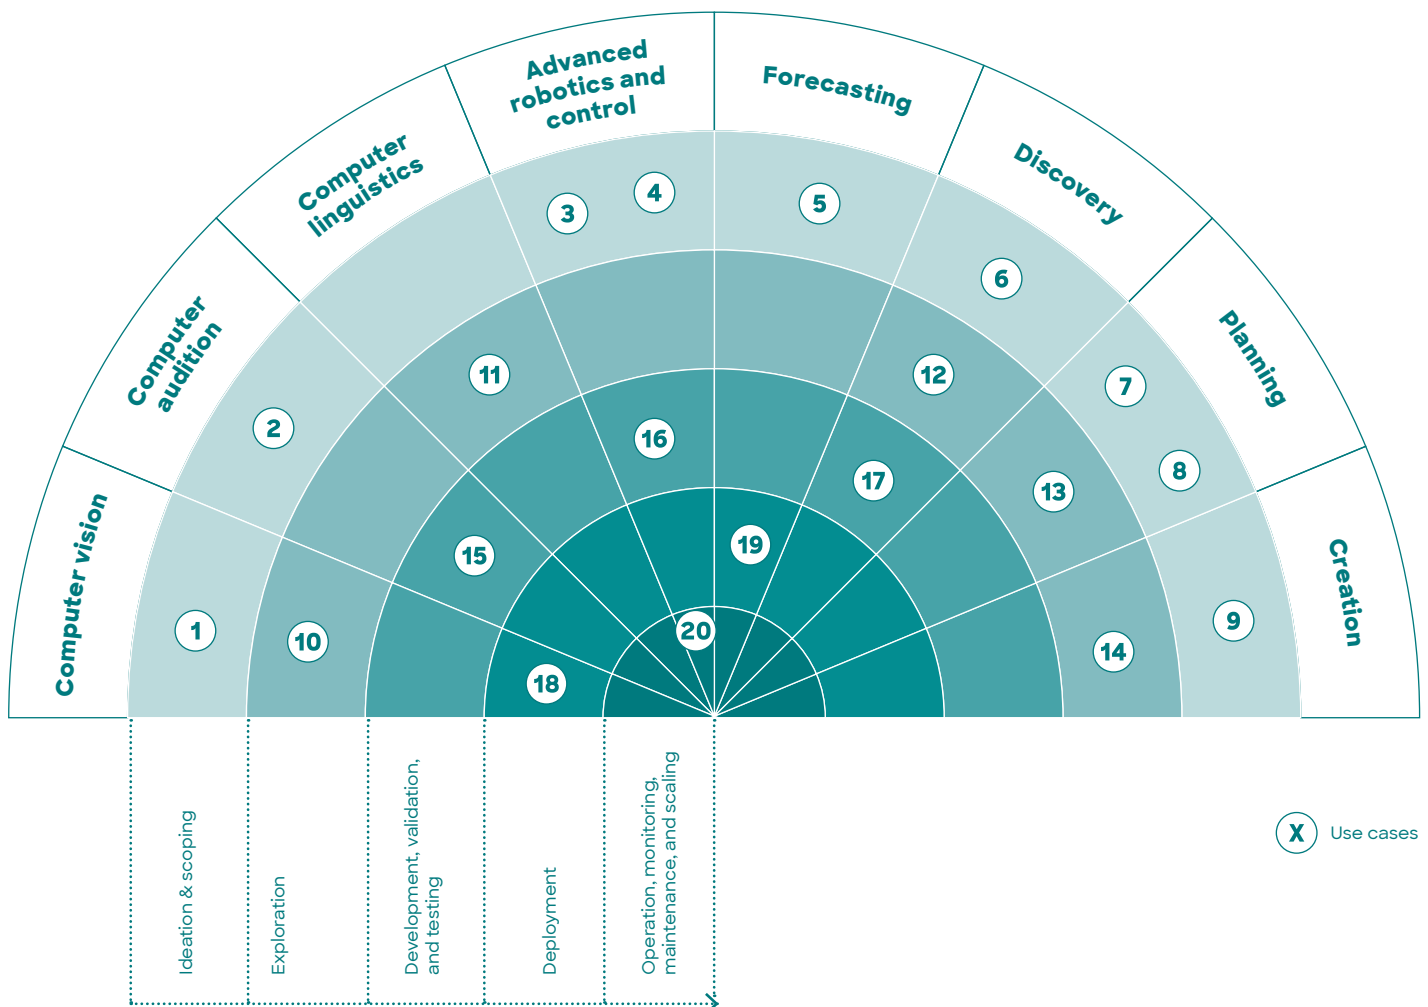 Computer vision
Computer
audition
Computer
linguistics
Advanced
robotics and
control
Forecasting
Discovery
Planning
Creation
1
2
3
4
5
6
7
8
9
10
11
12
13
14
15
16
17
18
19
20
Ideation & scoping
Exploration
Development, validation,
and testing
Deployment
Operation, monitoring,
maintenance, and scaling
X Use cases